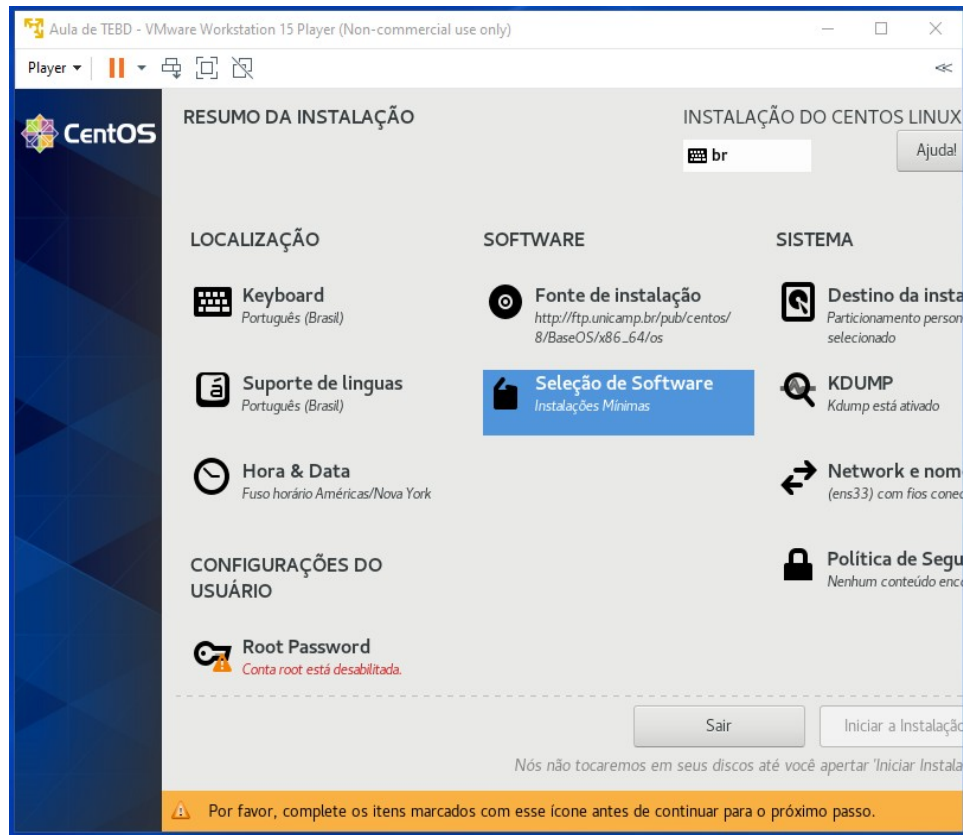 Aula de TEBD - VMware Workstation 15 Player (Non-commercial use only)
Player
CentOS
RESUMO DA INSTALAÇÃO
INSTALAÇÃO DO CENTOS LINUX
br
Ajuda!
LOCALIZAÇÃO
Keyboard
Português (Brasil)
Suporte de linguas
Português (Brasil)
Hora & Data
Fuso horário Américas/Nova York
CONFIGURAÇÕES DO
USUÁRIO
Root Password
Conta root está desabilitada.
SOFTWARE
Fonte de instalação
http://ftp.unicamp.br/pub/centos/
8/BaseOS/x86_64/os
Seleção de Software
Instalações Mínimas
SISTEMA
Destino da insta
Particionamento person
selecionado
KDUMP
Kdump está ativado
Network e nom
(ens33) com fios conec
Política de Segu
Nenhum conteúdo enc
Sair
Iniciar a Instalação
Nós não tocaremos em seus discos até você apertar 'Iniciar Instala
Por favor, complete os itens marcados com esse ícone antes de continuar para o próximo passo.